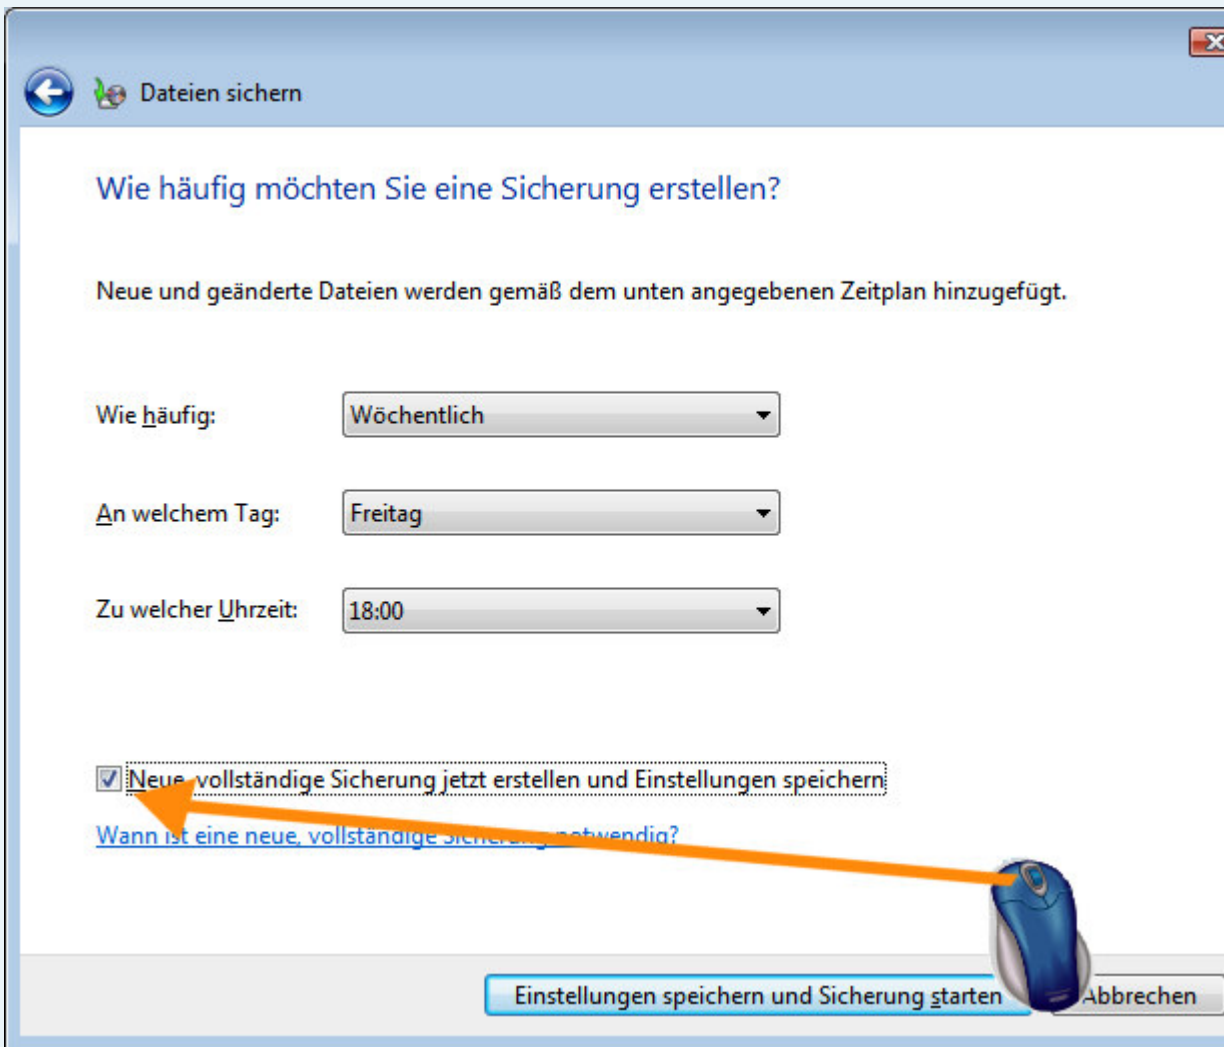 Dateien sichern
Wie häufig möchten Sie eine Sicherung erstellen?
Neue und geänderte Dateien werden gemäß dem unten angegebenen Zeitplan hinzugefügt.
Wie häufig: Wöchentlich
An welchem Tag: Freitag
Zu welcher Uhrzeit: 18:00
Neue, vollständige Sicherung jetzt erstellen und Einstellungen speichern
Wann ist eine neue, vollständige Sicherung notwendig?
Einstellungen speichern und Sicherung starten Abbrechen